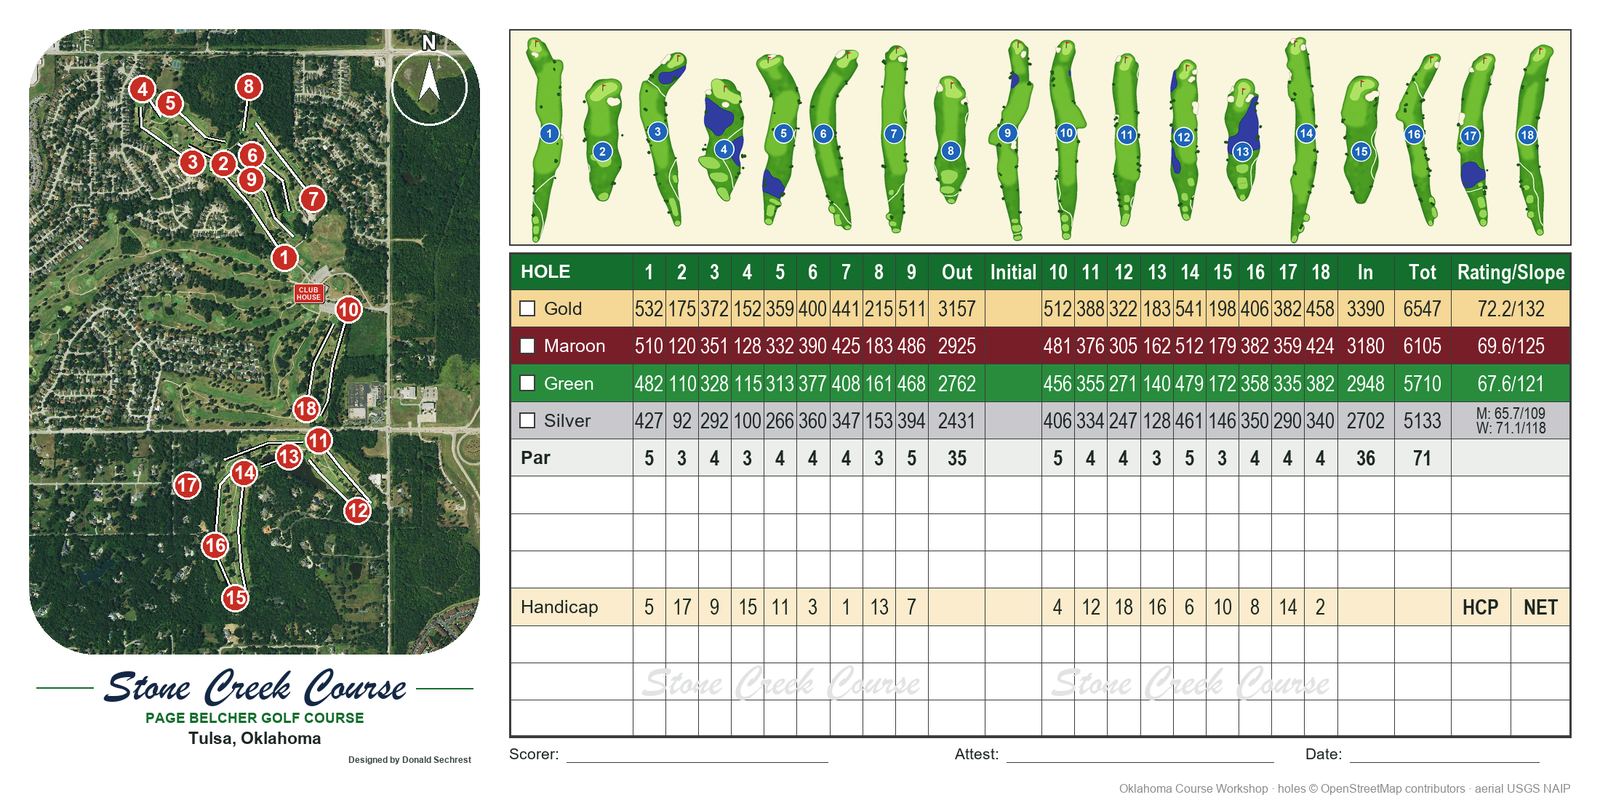 N
4
8
5
3
2
6
9
7
1
CLUB
HOUSE
10
18
11
13
14
17
12
16
15
Stone Creek Course
PAGE BELCHER GOLF COURSE
Tulsa, Oklahoma
Designed by Donald Sechrest
1 2 3 4 5 6 7 8 9 10 11 12 13 14 15 16 17 18
HOLE 1 2 3 4 5 6 7 8 9 Out Initial 10 11 12 13 14 15 16 17 18 In Tot Rating/Slope
Gold 532 175 372 152 359 400 441 215 511 3157 512 388 322 183 541 198 406 382 458 3390 6547 72.2/132
Maroon 510 120 351 128 332 390 425 183 486 2925 481 376 305 162 512 179 382 359 424 3180 6105 69.6/125
Green 482 110 328 115 313 377 408 161 468 2762 456 355 271 140 479 172 358 335 382 2948 5710 67.6/121
Silver 427 92 292 100 266 360 347 153 394 2431 406 334 247 128 461 146 350 290 340 2702 5133 M: 65.7/109
W: 71.1/118
Par 5 3 4 3 4 4 4 3 5 35 5 4 4 3 5 3 4 4 4 36 71
Handicap 5 17 9 15 11 3 1 13 7 4 12 18 16 6 10 8 14 2 HCP NET
Stone Creek Course Stone Creek Course
Scorer: Attest: Date:
Oklahoma Course Workshop · holes © OpenStreetMap contributors · aerial USGS NAIP